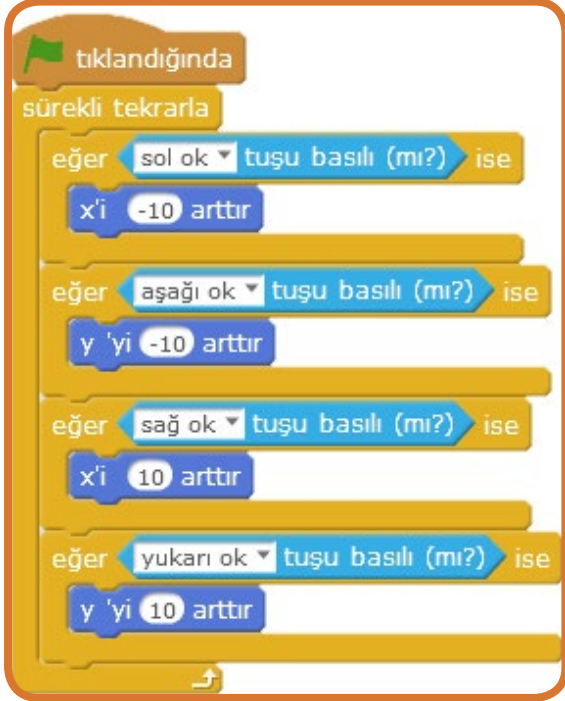 tıklandığında
sürekli tekrarla
eğer sol ok tuşu basılı (mı?) ise
x'i -10 arttır
eğer aşağı ok tuşu basılı (mı?) ise
y 'yi -10 arttır
eğer sağ ok tuşu basılı (mı?) ise
x'i 10 arttır
eğer yukarı ok tuşu basılı (mı?) ise
y 'yi 10 arttır